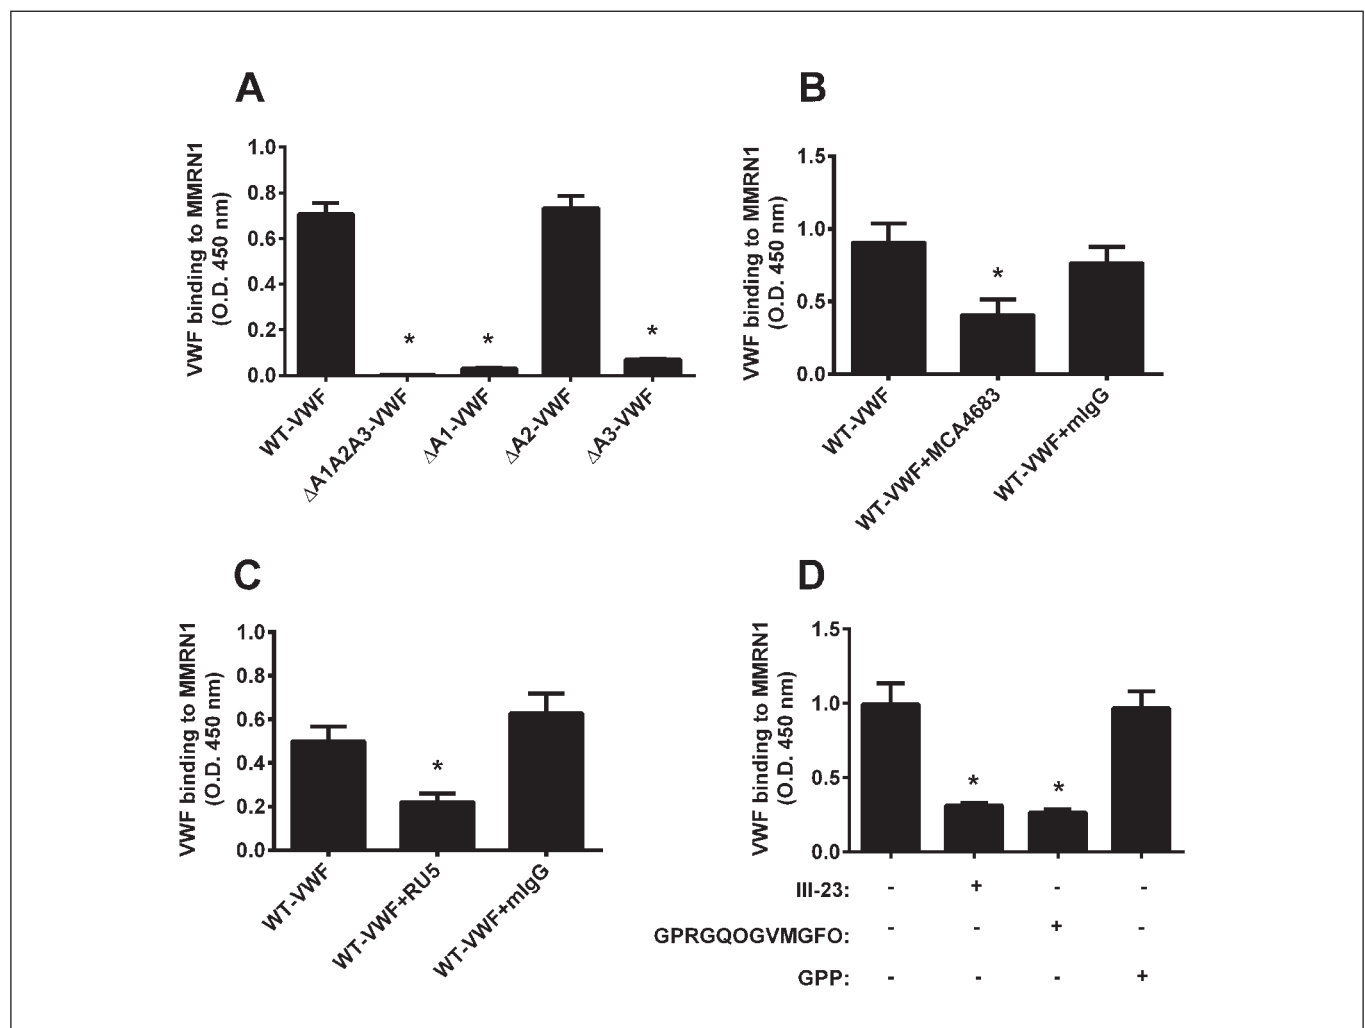 A
VWF binding to MMRN1
(O.D. 450 nm)
1.0
0.8
0.6
0.4
0.2
0.0
* * *
WT-VWF
ΔA1A2A3-VWF
ΔA1-VWF
ΔA2-VWF
ΔA3-VWF
B
VWF binding to MMRN1
(O.D. 450 nm)
1.5
1.0
0.5
0.0
*
WT-VWF
WT-VWF+MCA4683
WT-VWF+mIgG
C
VWF binding to MMRN1
(O.D. 450 nm)
1.0
0.8
0.6
0.4
0.2
0.0
*
WT-VWF
WT-VWF+RU5
WT-VWF+mIgG
D
VWF binding to MMRN1
(O.D. 450 nm)
1.5
1.0
0.5
0.0
* *
III-23: - + - -
GPRGQOGVMGFO: - - + -
GPP: - - - +